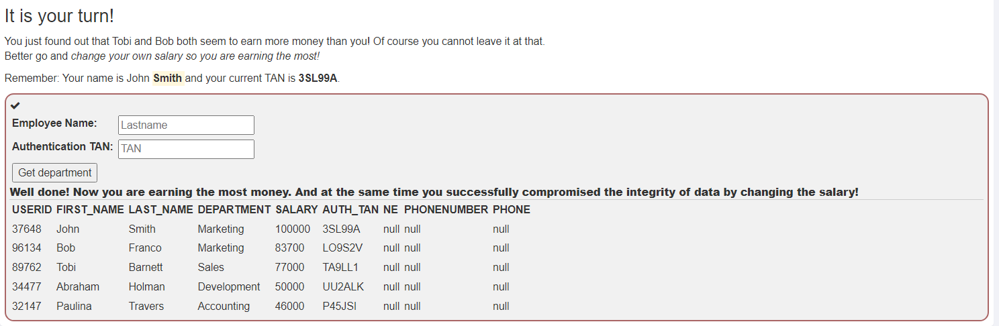 It is your turn!
You just found out that Tobi and Bob both seem to earn more money than you! Of course you cannot leave it at that.
Better go and change your own salary so you are earning the most!
Remember: Your name is John Smith and your current TAN is 3SL99A.
Employee Name: Lastname
Authentication TAN: TAN
Get department
Well done! Now you are earning the most money. And at the same time you successfully compromised the integrity of data by changing the salary!
USERID FIRST_NAME LAST_NAME DEPARTMENT SALARY AUTH_TAN NE PHONENUMBER PHONE
37648 John Smith Marketing 100000 3SL99A null null null
96134 Bob Franco Marketing 83700 LO9S2V null null null
89762 Tobi Barnett Sales 77000 TA9LL1 null null null
34477 Abraham Holman Development 50000 UU2ALK null null null
32147 Paulina Travers Accounting 46000 P45JSI null null null